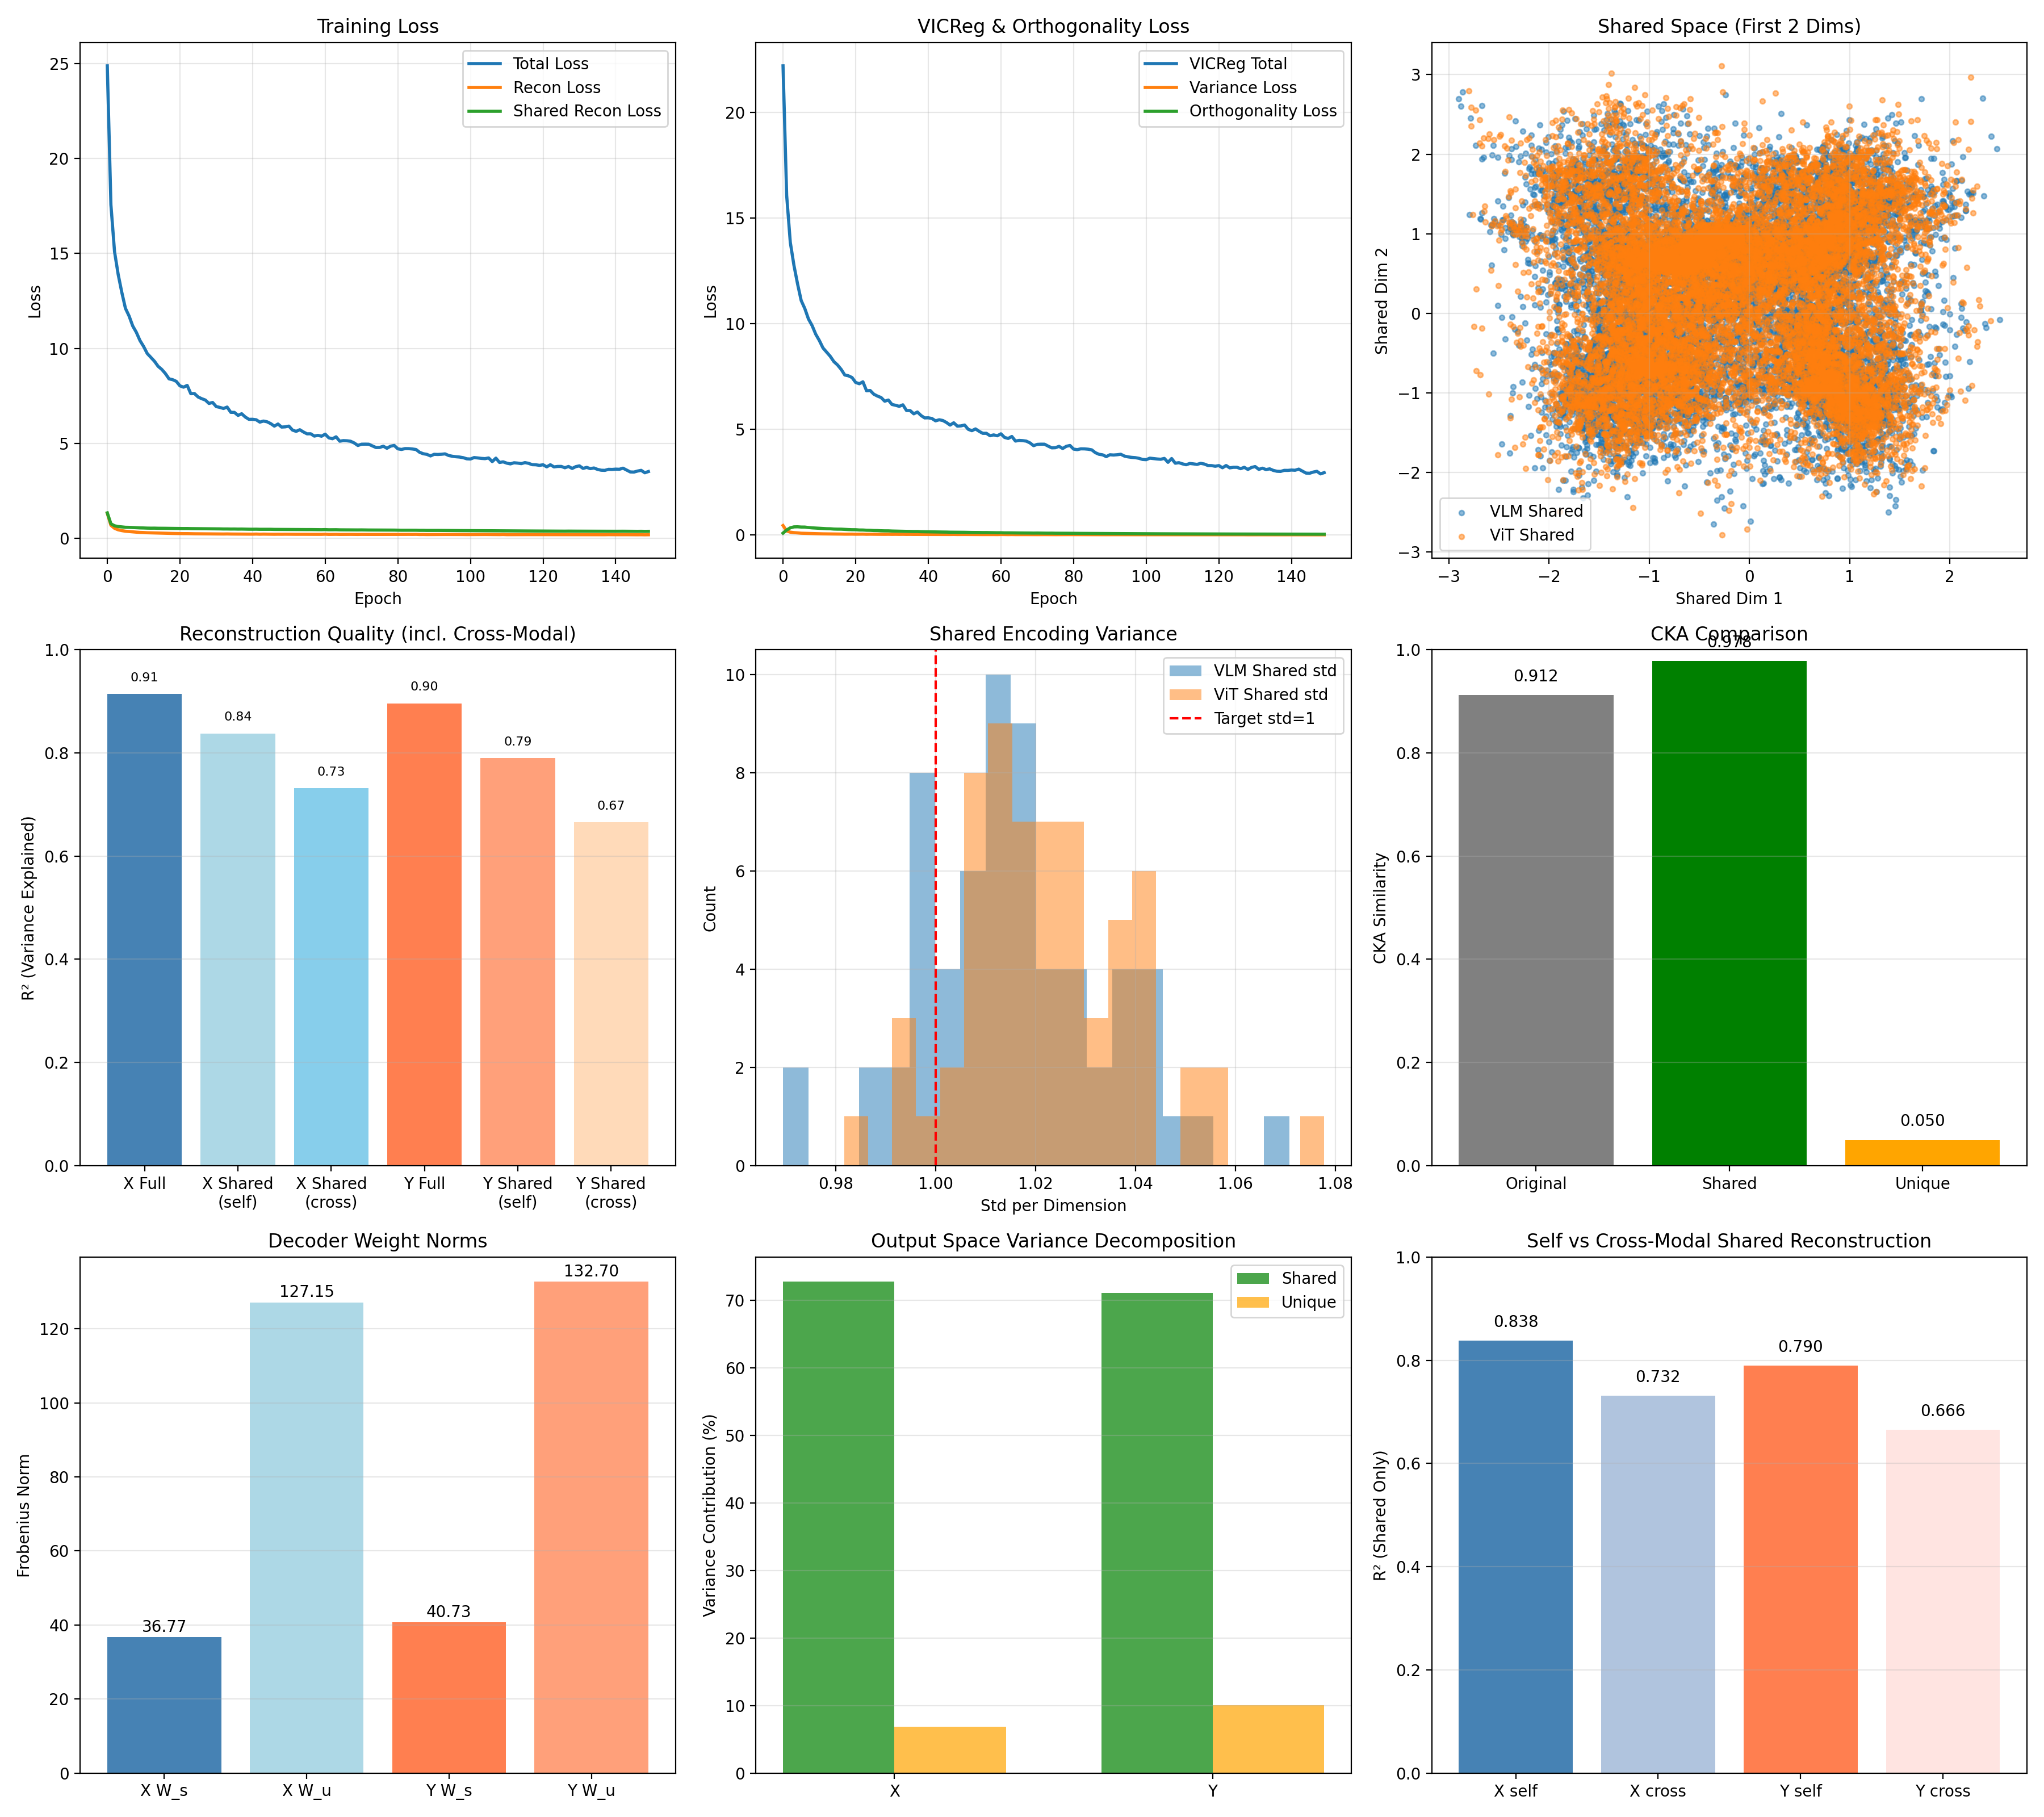 Training Loss
Total Loss
Recon Loss
Shared Recon Loss
Loss
25
20
15
10
5
0
0 20 40 60 80 100 120 140
Epoch
VICReg & Orthogonality Loss
VICReg Total
Variance Loss
Orthogonality Loss
Loss
20
15
10
5
0
0 20 40 60 80 100 120 140
Epoch
Shared Space (First 2 Dims)
Shared Dim 2
3
2
1
0
−1
−2
−3
VLM Shared
ViT Shared
−3 −2 −1 0 1 2
Shared Dim 1
Reconstruction Quality (incl. Cross-Modal)
R² (Variance Explained)
1.0
0.8
0.6
0.4
0.2
0.0
0.91
0.84
0.73
0.90
0.79
0.67
X Full
X Shared
(self)
X Shared
(cross)
Y Full
Y Shared
(self)
Y Shared
(cross)
Shared Encoding Variance
VLM Shared std
ViT Shared std
Target std=1
Count
10
8
6
4
2
0
0.98 1.00 1.02 1.04 1.06 1.08
Std per Dimension
CKA Comparison
CKA Similarity
1.0
0.8
0.6
0.4
0.2
0.0
0.912
0.978
0.050
Original Shared Unique
Decoder Weight Norms
Frobenius Norm
120
100
80
60
40
20
0
36.77
127.15
40.73
132.70
X W_s X W_u Y W_s Y W_u
Output Space Variance Decomposition
Shared
Unique
Variance Contribution (%)
70
60
50
40
30
20
10
0
X Y
Self vs Cross-Modal Shared Reconstruction
R² (Shared Only)
1.0
0.8
0.6
0.4
0.2
0.0
0.838
0.732
0.790
0.666
X self X cross Y self Y cross